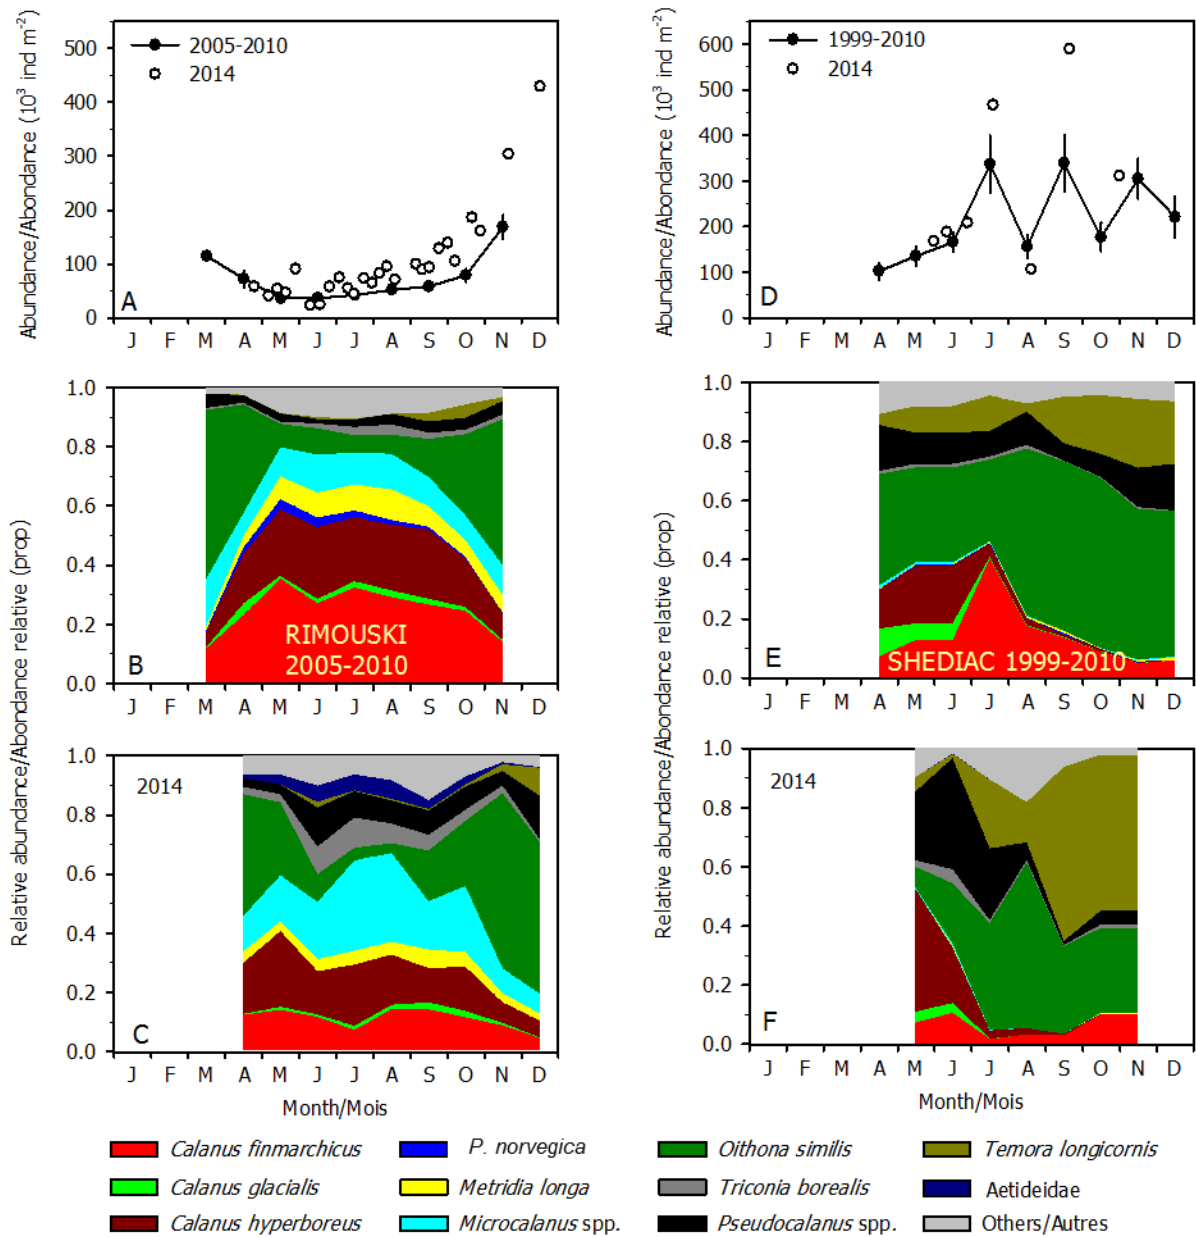 Abundance/Abondance (10³ ind m⁻²)
500
400
300
200
100
0
2005-2010
2014
A
J F M A M J J A S O N D
Abundance/Abondance (10³ ind m⁻²)
600
500
400
300
200
100
0
1999-2010
2014
D
J F M A M J J A S O N D
Relative abundance/Abondance relative (prop)
1.0
0.8
0.6
0.4
0.2
0.0
B
RIMOUSKI
2005-2010
J F M A M J J A S O N D
Relative abundance/Abondance relative (prop)
1.0
0.8
0.6
0.4
0.2
0.0
E
SHEDIAC 1999-2010
J F M A M J J A S O N D
1.0
0.8
0.6
0.4
0.2
0.0
2014
C
J F M A M J J A S O N D
Month/Mois
1.0
0.8
0.6
0.4
0.2
0.0
2014
F
J F M A M J J A S O N D
Month/Mois
Calanus finmarchicus
P. norvegica
Oithona similis
Temora longicornis
Calanus glacialis
Metridia longa
Triconia borealis
Aetideidae
Calanus hyperboreus
Microcalanus spp.
Pseudocalanus spp.
Others/Autres